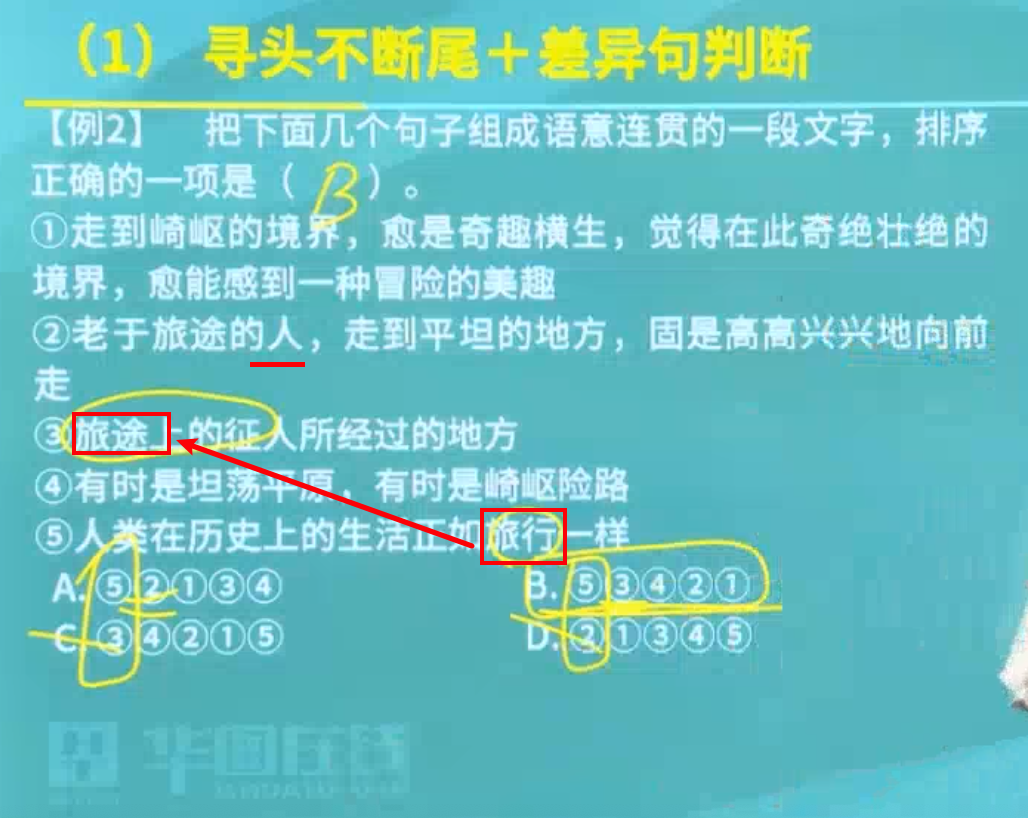 （1） 寻头不断尾＋差异句判断
【例2】 把下面几个句子组成语意连贯的一段文字，排序
正确的一项是（ B ）。
①走到崎岖的境界，愈是奇趣横生，觉得在此奇绝壮绝的
境界，愈能感到一种冒险的美趣
②老于旅途的人，走到平坦的地方，固是高高兴兴地向前
走
③旅途上的征人所经过的地方
④有时是坦荡平原，有时是崎岖险路
⑤人类在历史上的生活正如旅行一样
A. ⑤②①③④ B. ⑤③④②①
C. ③④②①⑤ D. ②①③④⑤
华图在线